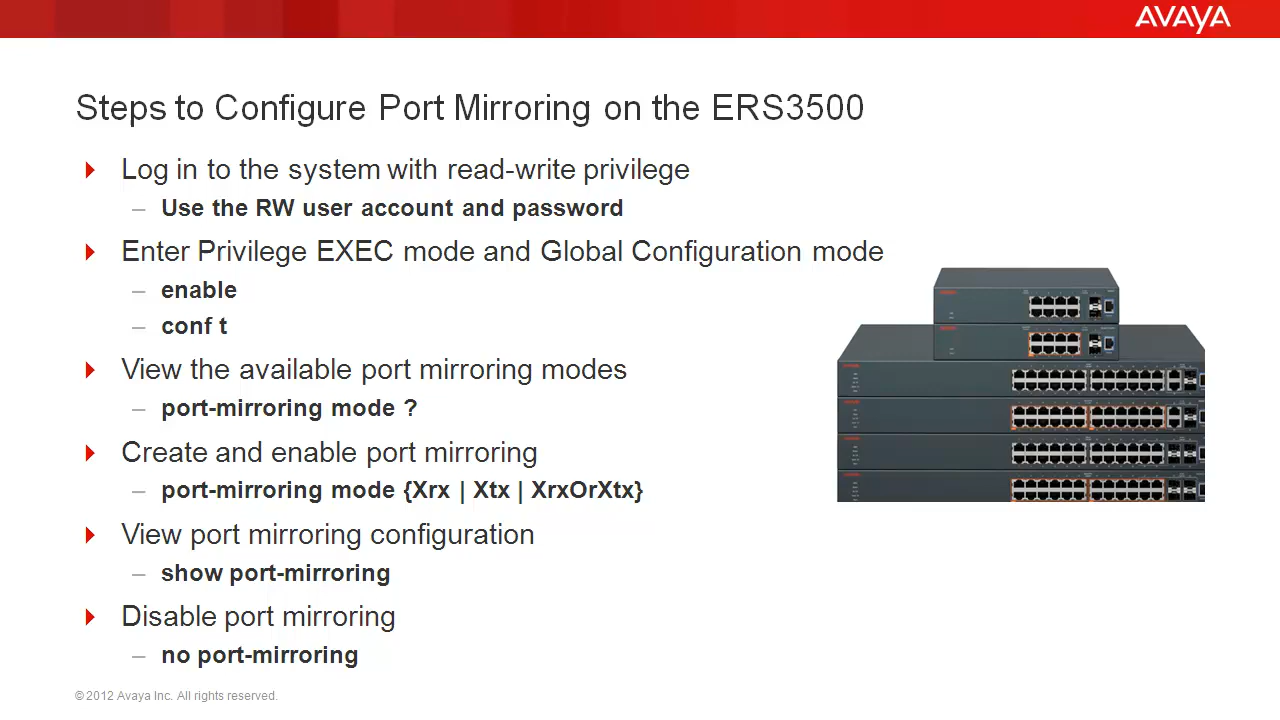 AVAYA
Steps to Configure Port Mirroring on the ERS3500
Log in to the system with read-write privilege
– Use the RW user account and password
Enter Privilege EXEC mode and Global Configuration mode
– enable
– conf t
View the available port mirroring modes
– port-mirroring mode ?
Create and enable port mirroring
– port-mirroring mode {Xrx | Xtx | XrxOrXtx}
View port mirroring configuration
– show port-mirroring
Disable port mirroring
– no port-mirroring
© 2012 Avaya Inc. All rights reserved.